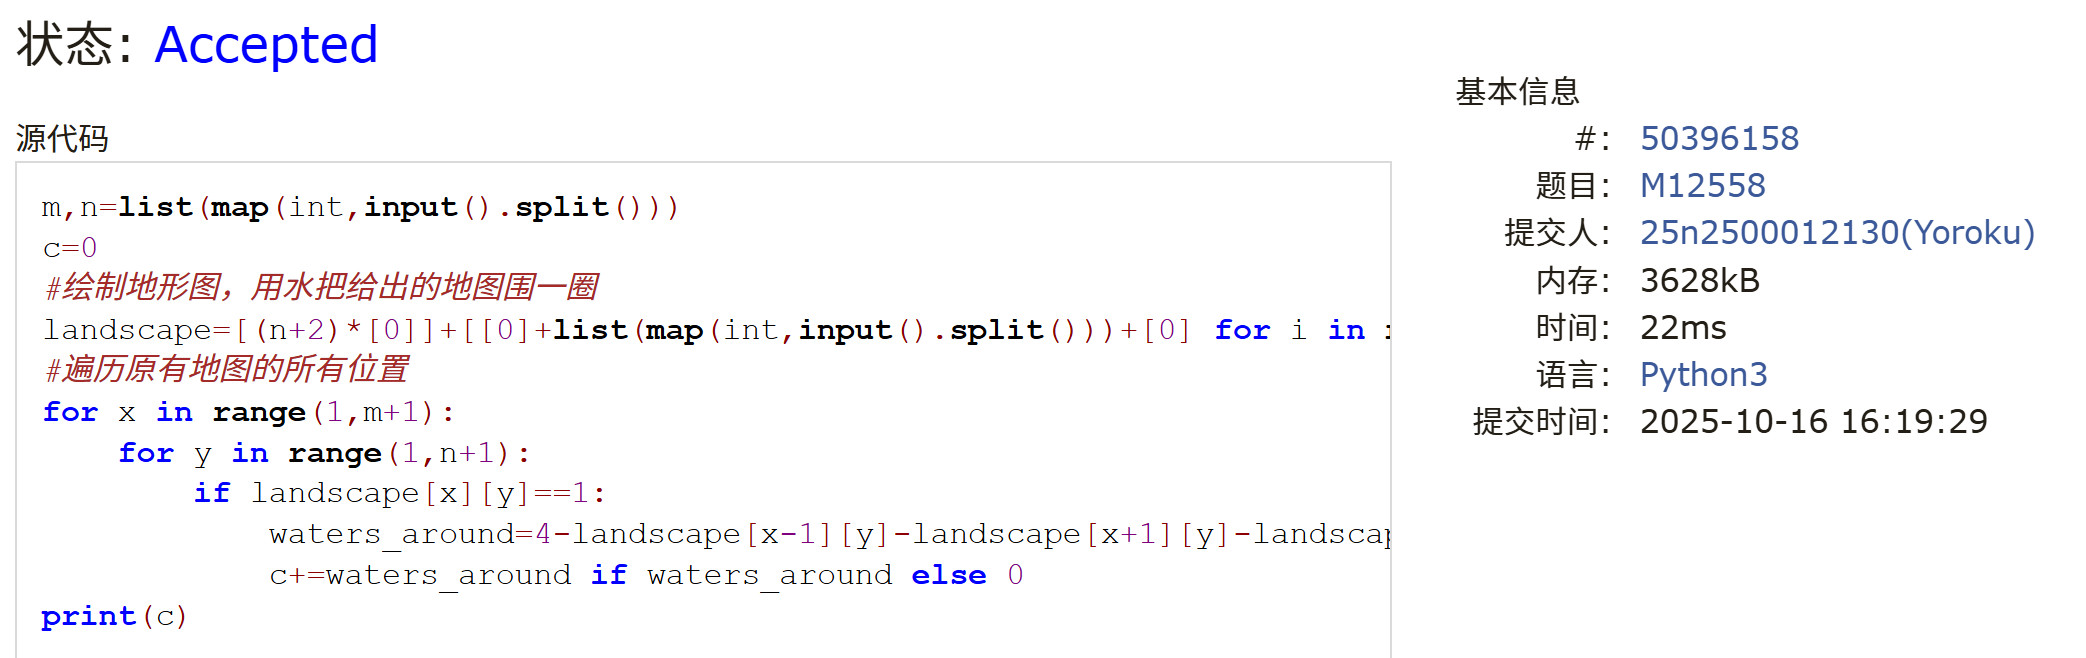 状态: Accepted
源代码
m,n=list(map(int,input().split()))
c=0
#绘制地形图，用水把给出的地图围一圈
landscape=[(n+2)*[0]]+[[0]+list(map(int,input().split()))+[0] for i in
#遍历原有地图的所有位置
for x in range(1,m+1):
    for y in range(1,n+1):
        if landscape[x][y]==1:
            waters_around=4-landscape[x-1][y]-landscape[x+1][y]-landscap
            c+=waters_around if waters_around else 0
print(c)
基本信息
#: 50396158
题目: M12558
提交人: 25n2500012130(Yoroku)
内存: 3628kB
时间: 22ms
语言: Python3
提交时间: 2025-10-16 16:19:29